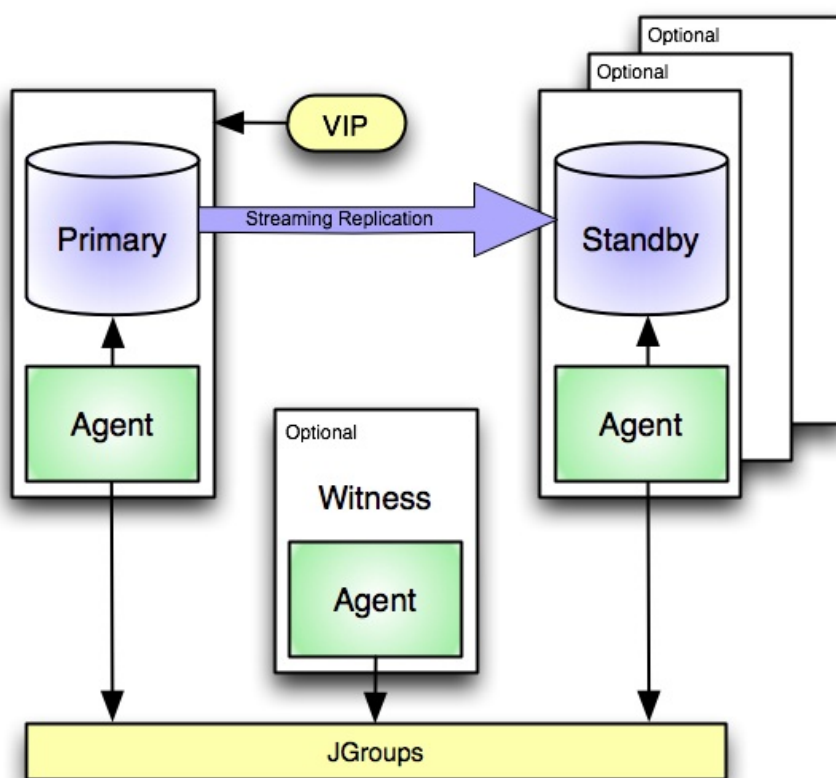 Optional
Optional
VIP
Primary
Streaming Replication
Standby
Agent
Agent
Optional
Witness
Agent
JGroups